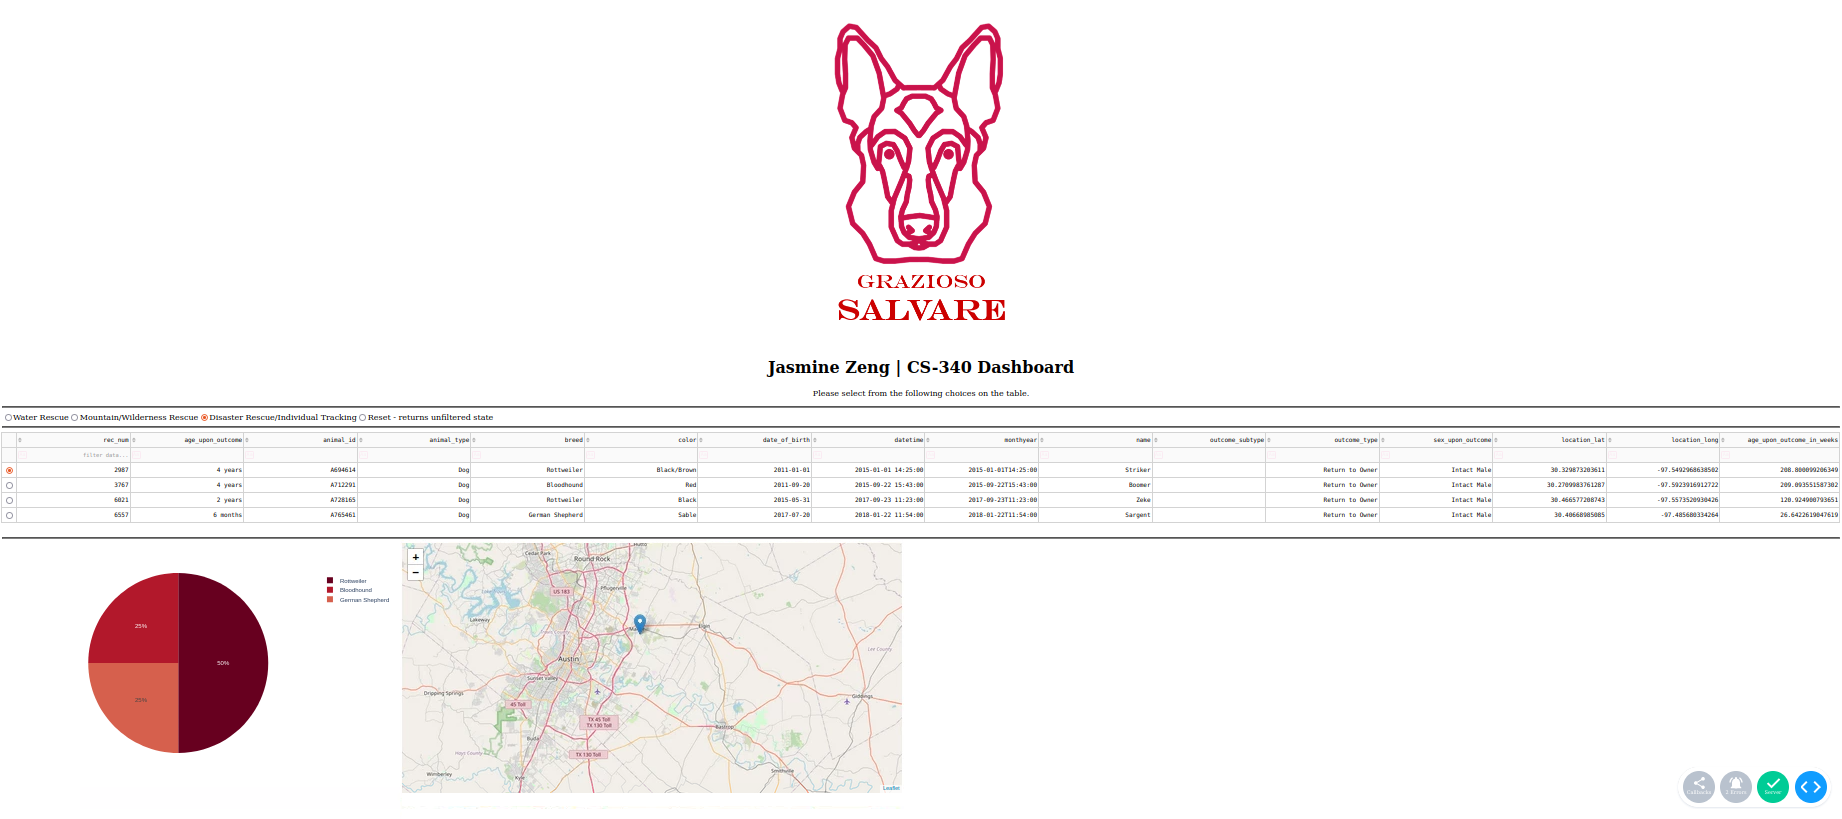 GRAZIOSO
SALVARE
Jasmine Zeng | CS-340 Dashboard
Please select from the following choices on the table.
Water Rescue Mountain/Wilderness Rescue Disaster Rescue/Individual Tracking Reset - returns unfiltered state
rec_num age_upon_outcome animal_id animal_type breed color date_of_birth datetime monthyear name outcome_subtype outcome_type sex_upon_outcome location_lat location_long age_upon_outcome_in_weeks
filter data...
2987 4 years A694614 Dog Rottweiler Black/Brown 2011-01-01 2015-01-01 14:25:00 2015-01-01T14:25:00 Striker Return to Owner Intact Male 30.329873203611 -97.5492968638502 208.800099206349
3767 4 years A712291 Dog Bloodhound Red 2011-09-20 2015-09-22 15:43:00 2015-09-22T15:43:00 Boomer Return to Owner Intact Male 30.2709983761287 -97.5923916912722 209.093551587302
6021 2 years A728165 Dog Rottweiler Black 2015-05-31 2017-09-23 11:23:00 2017-09-23T11:23:00 Zeke Return to Owner Intact Male 30.466577208743 -97.5573520930426 120.924900793651
6557 6 months A765461 Dog German Shepherd Sable 2017-07-20 2018-01-22 11:54:00 2018-01-22T11:54:00 Sargent Return to Owner Intact Male 30.40668985085 -97.485680334264 26.6422619047619
Rottweiler
Bloodhound
German Shepherd
25%
50%
25%
+
−
Cedar Park
Round Rock
Hutto
US 183
Pflugerville
Lakeway
Elgin
Lee County
Austin
Sunset Valley
Dripping Springs
Giddings
45 Toll
TX 45 Toll
TX 130 Toll
Bastrop
Buda
Hays County
TX 130 Toll
Wimberley
Kyle
Smithville
Leaflet
Callbacks
Server